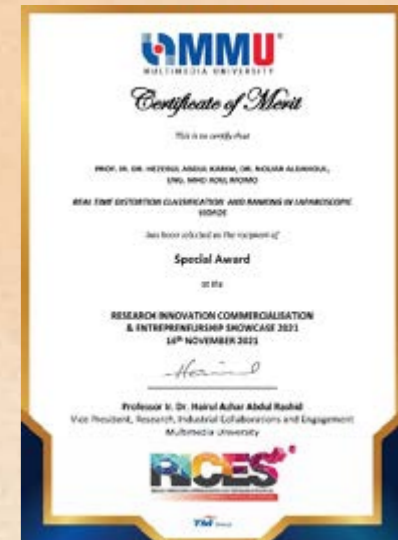 MMU
MULTIMEDIA UNIVERSITY
Certificate of Merit
This is to certify that
PROF. IR. DR. HEZERUL ABDUL KARIM, DR. NOUAR ALDAHOUL,
ENG. MHD ADEL MOMO
REAL TIME DISTORTION CLASSIFICATION AND RANKING IN LAPAROSCOPIC
VIDEOS
has been selected as the recipient of
Special Award
at the
RESEARCH INNOVATION COMMERCIALISATION
& ENTREPRENEURSHIP SHOWCASE 2021
14th NOVEMBER 2021
Professor Ir. Dr. Hairul Azhar Abdul Rashid
Vice President, Research, Industrial Collaborations and Engagement
Multimedia University
RICES
TM